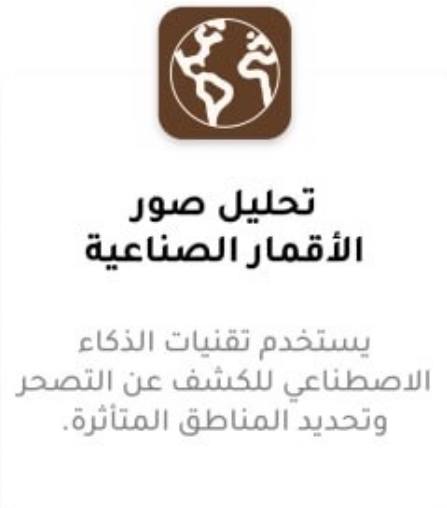 تحليل صور
الأقمار الصناعية
يستخدم تقنيات الذكاء
الاصطناعي للكشف عن التصحر
وتحديد المناطق المتأثرة.